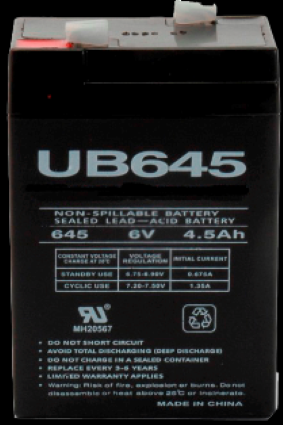 UB645
NON-SPILLABLE BATTERY
SEALED LEAD—ACID BATTERY
645 6V 4.5Ah
CONSTANT VOLTAGE CHARGE AT 25°C VOLTAGE REGULATION INITIAL CURRENT
STANDBY USE 6.75-6.90V 0.675A
CYCLIC USE 7.20-7.50V 1.35A
MH20567
• DO NOT SHORT CIRCUIT
• AVOID TOTAL DISCHARGING (DEEP DISCHARGE)
• DO NOT CHARGE IN A SEALED CONTAINER
• REPLACE EVERY 3-5 YEARS
• LIMITED WARRANTY APPLIES
• Warning: Risk of fire, explosion or burns. Do not
disassemble or heat above 25°C or incinerate.
MADE IN CHINA